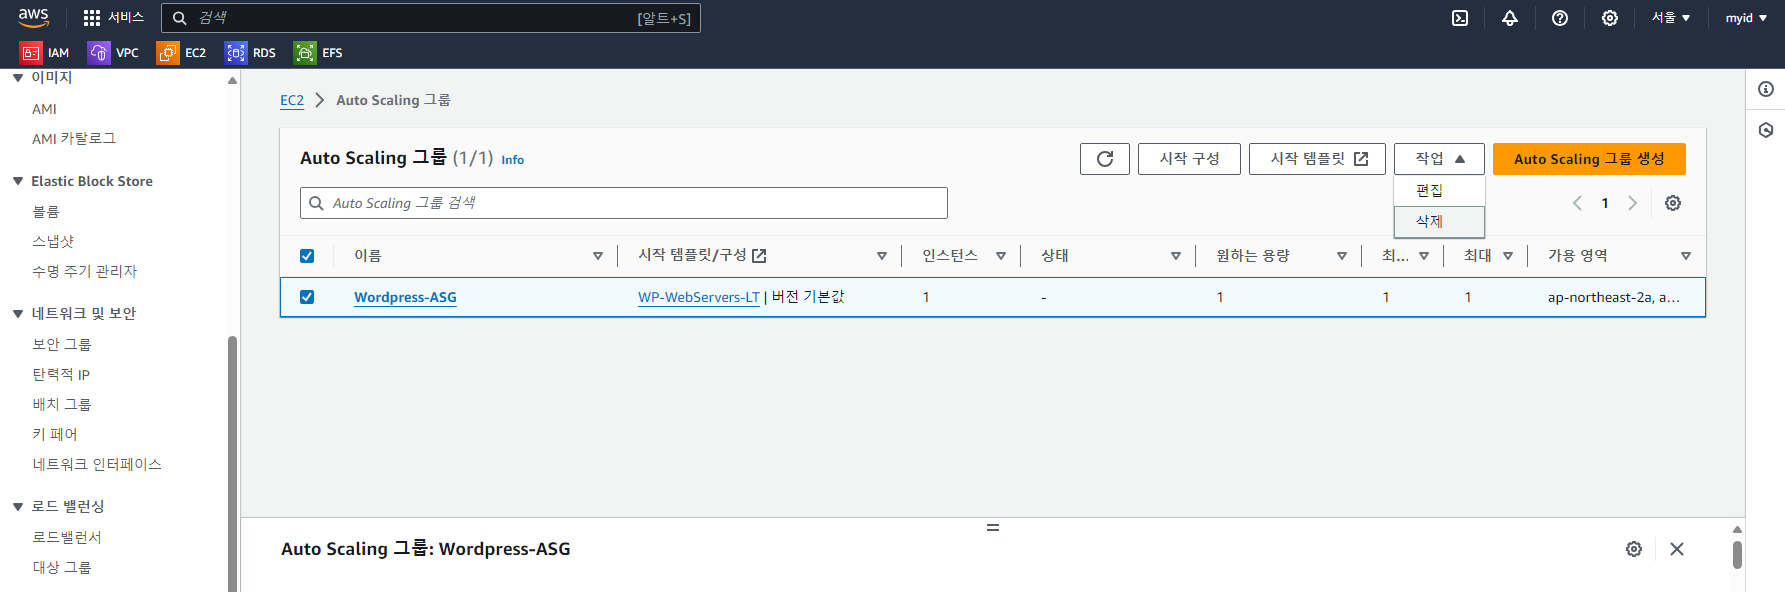 aws 서비스 검색 [알트+S] 서울 ▼ myid ▼
IAM VPC EC2 RDS EFS
▼ 이미지
AMI
AMI 카탈로그
▼ Elastic Block Store
볼륨
스냅샷
수명 주기 관리자
▼ 네트워크 및 보안
보안 그룹
탄력적 IP
배치 그룹
키 페어
네트워크 인터페이스
▼ 로드 밸런싱
로드밸런서
대상 그룹
EC2 > Auto Scaling 그룹
Auto Scaling 그룹 (1/1) Info
시작 구성 시작 템플릿 작업 ▲ Auto Scaling 그룹 생성
편집
삭제
Auto Scaling 그룹 검색
< 1 >
이름 시작 템플릿/구성 인스턴스 상태 원하는 용량 최... 최대 가용 영역
Wordpress-ASG WP-WebServers-LT | 버전 기본값 1 - 1 1 1 ap-northeast-2a, a...
Auto Scaling 그룹: Wordpress-ASG